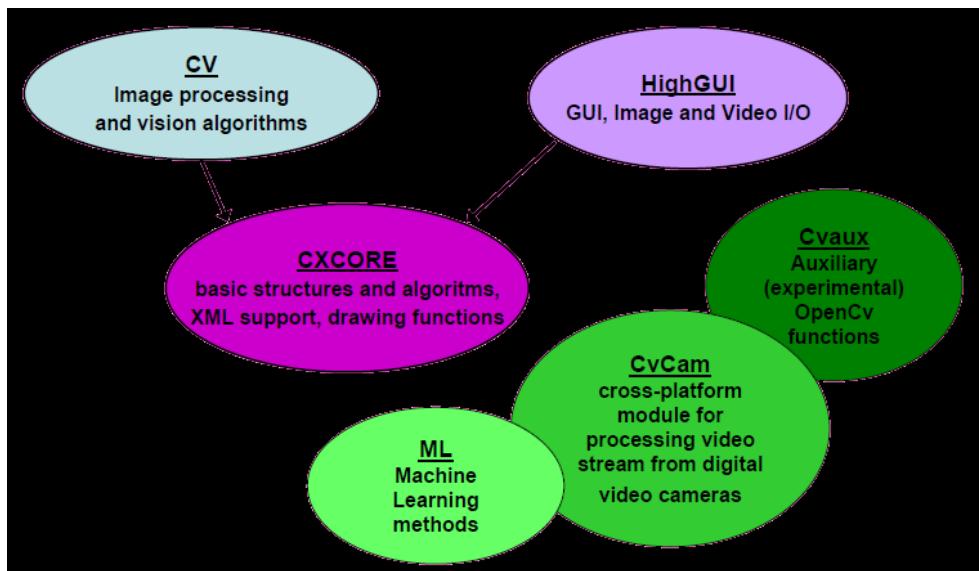 CV
Image processing
and vision algorithms
HighGUI
GUI, Image and Video I/O
CXCORE
basic structures and algoritms,
XML support, drawing functions
Cvaux
Auxiliary
(experimental)
OpenCv
functions
CvCam
cross-platform
module for
processing video
stream from digital
video cameras
ML
Machine
Learning
methods